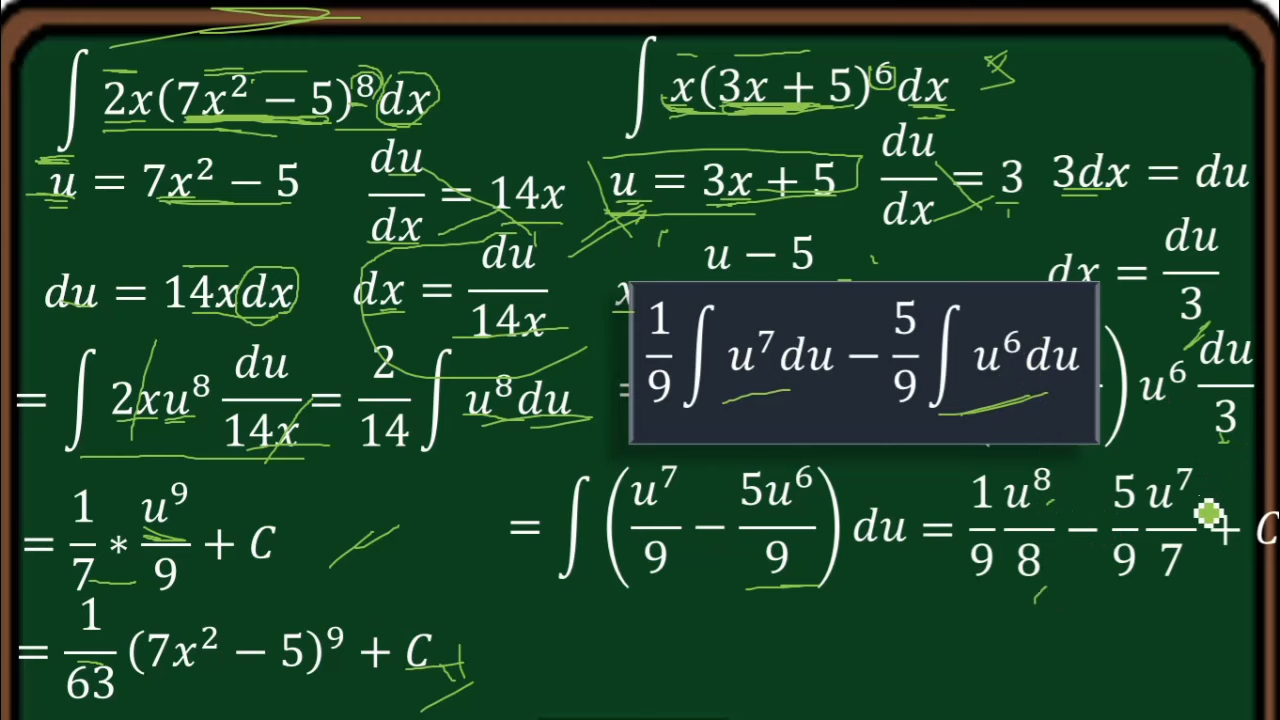 ∫ 2x(7x² − 5)⁸dx
u = 7x² − 5    du/dx = 14x
du = 14xdx    dx = du/14x
= ∫ 2xu⁸ du/14x = 2/14 ∫ u⁸du
= 1/7 * u⁹/9 + C
= 1/63 (7x² − 5)⁹ + C
∫ x(3x + 5)⁶dx
u = 3x + 5    du/dx = 3    3dx = du
x    u − 5    dx = du/3
1/9 ∫ u⁷du − 5/9 ∫ u⁶du
= ) u⁶ du/3
= ∫ (u⁷/9 − 5u⁶/9) du = 1/9 u⁸/8 − 5/9 u⁷/7 + C